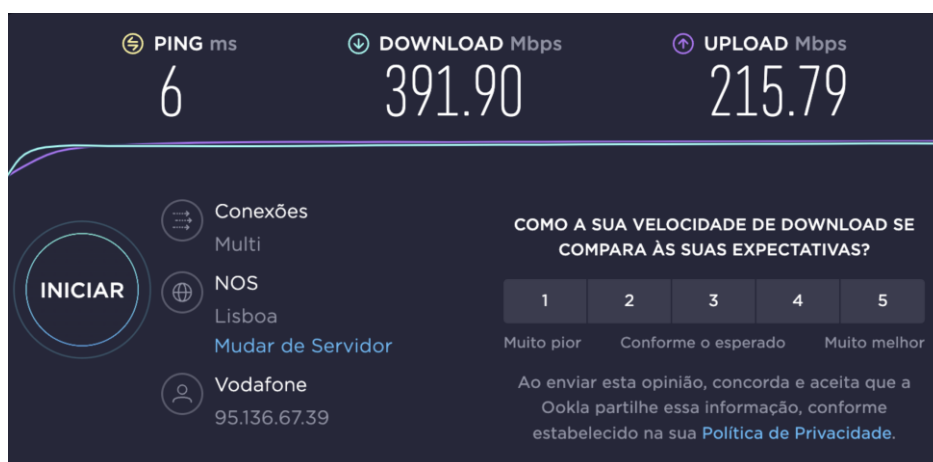 PING ms
6
DOWNLOAD Mbps
391.90
UPLOAD Mbps
215.79
INICIAR
Conexões
Multi
NOS
Lisboa
Mudar de Servidor
Vodafone
95.136.67.39
COMO A SUA VELOCIDADE DE DOWNLOAD SE
COMPARA ÀS SUAS EXPECTATIVAS?
1 2 3 4 5
Muito pior Conforme o esperado Muito melhor
Ao enviar esta opinião, concorda e aceita que a
Ookla partilhe essa informação, conforme
estabelecido na sua Política de Privacidade.